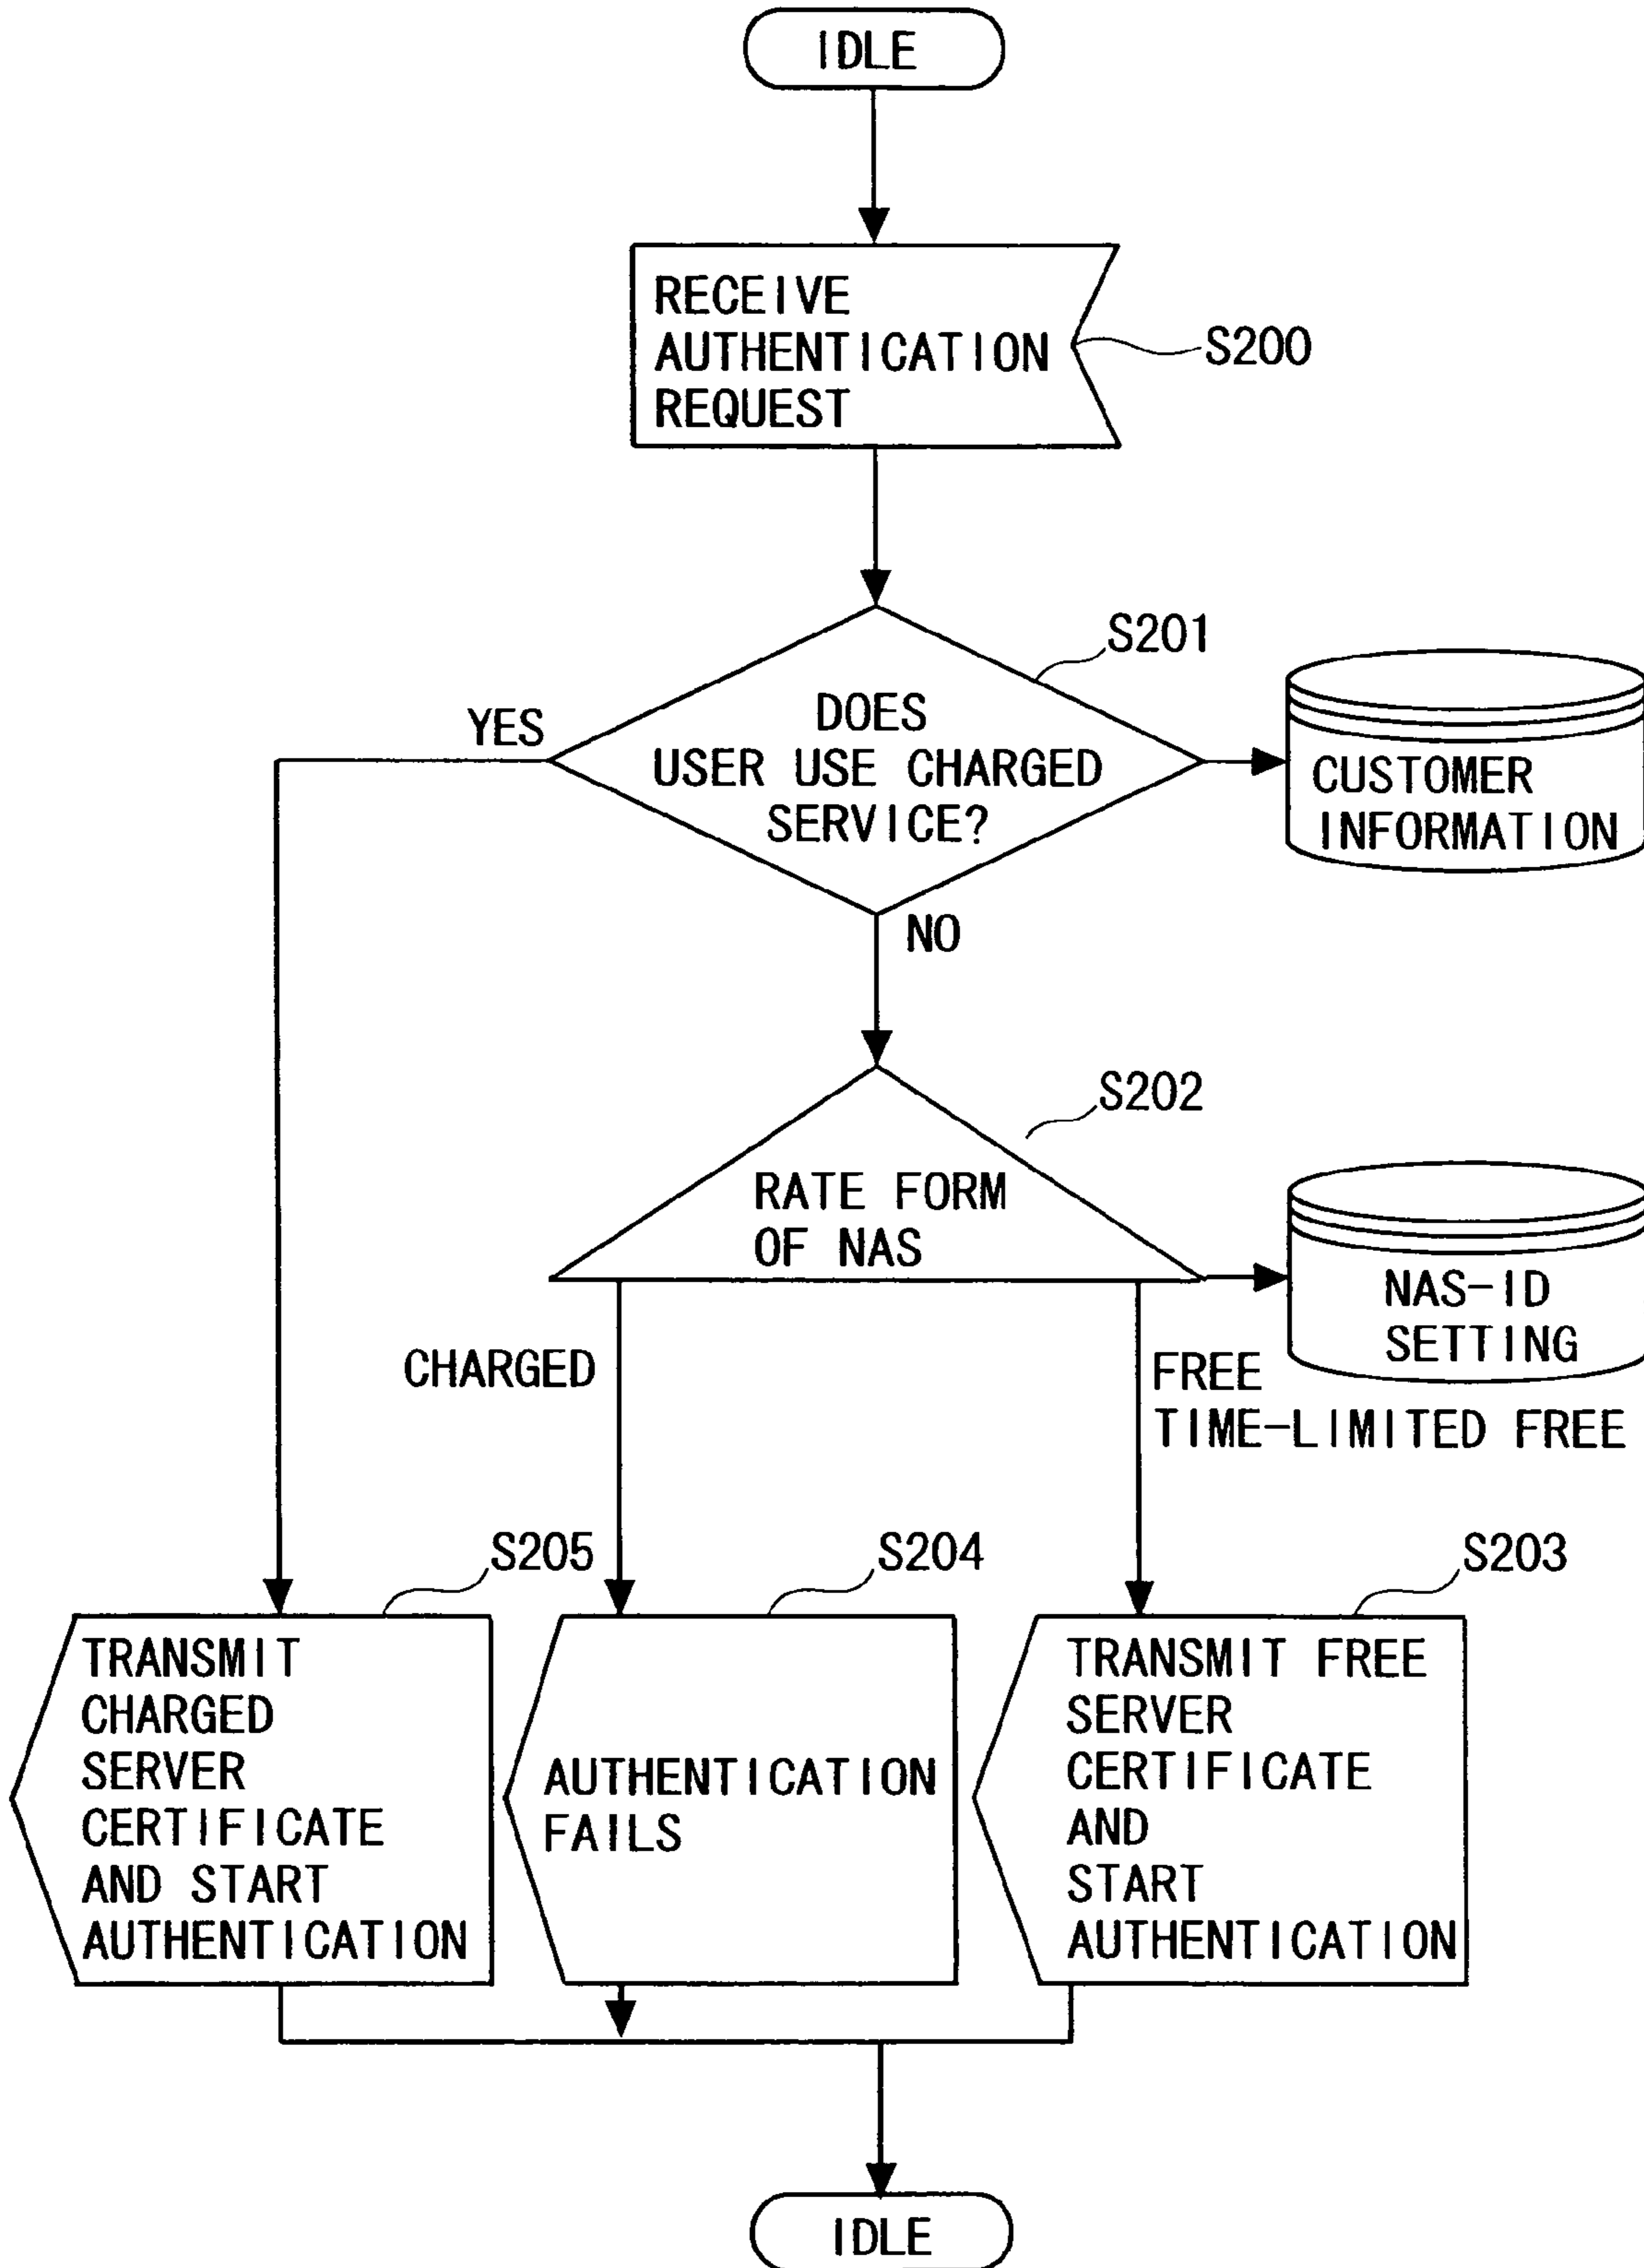 IDLE
RECEIVE
AUTHENTICATION
REQUEST
S200
S201
YES
DOES
USER USE CHARGED
SERVICE?
CUSTOMER
INFORMATION
NO
S202
RATE FORM
OF NAS
NAS-ID
SETTING
CHARGED
FREE
TIME-LIMITED FREE
S205
S204
S203
TRANSMIT
CHARGED
SERVER
CERTIFICATE
AND START
AUTHENTICATION
AUTHENTICATION
FAILS
TRANSMIT FREE
SERVER
CERTIFICATE
AND
START
AUTHENTICATION
IDLE